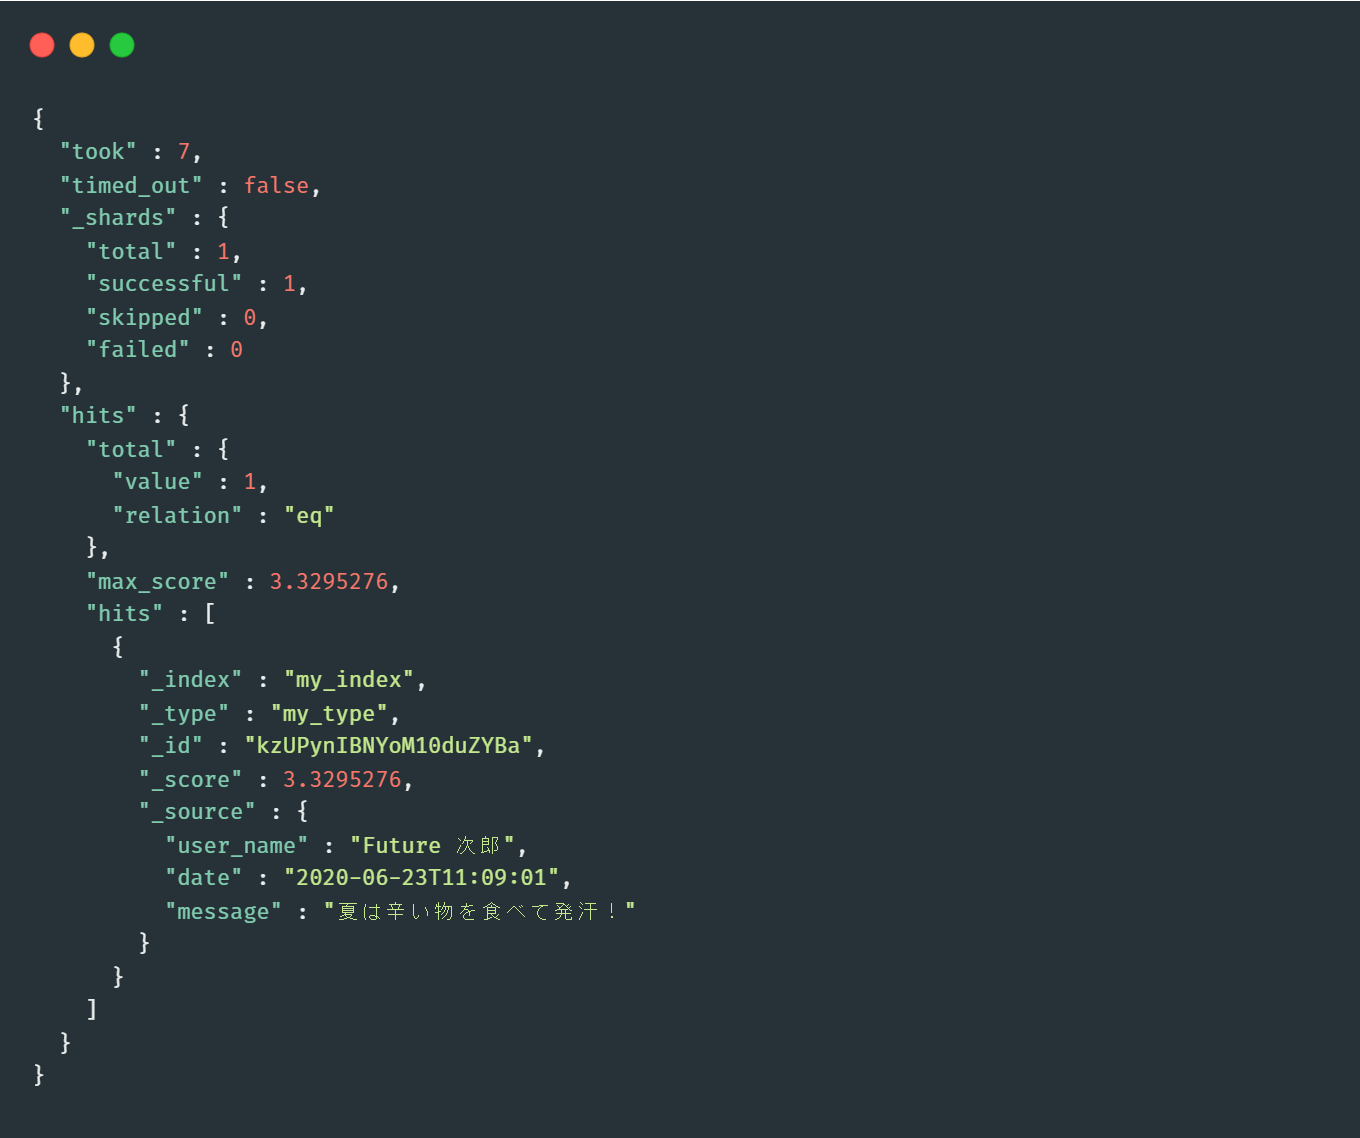 {
  "took" : 7,
  "timed_out" : false,
  "_shards" : {
    "total" : 1,
    "successful" : 1,
    "skipped" : 0,
    "failed" : 0
  },
  "hits" : {
    "total" : {
      "value" : 1,
      "relation" : "eq"
    },
    "max_score" : 3.3295276,
    "hits" : [
      {
        "_index" : "my_index",
        "_type" : "my_type",
        "_id" : "kzUPynIBNYoM10duZYBa",
        "_score" : 3.3295276,
        "_source" : {
          "user_name" : "Future 次郎",
          "date" : "2020-06-23T11:09:01",
          "message" : "夏は辛い物を食べて発汗！"
        }
      }
    ]
  }
}